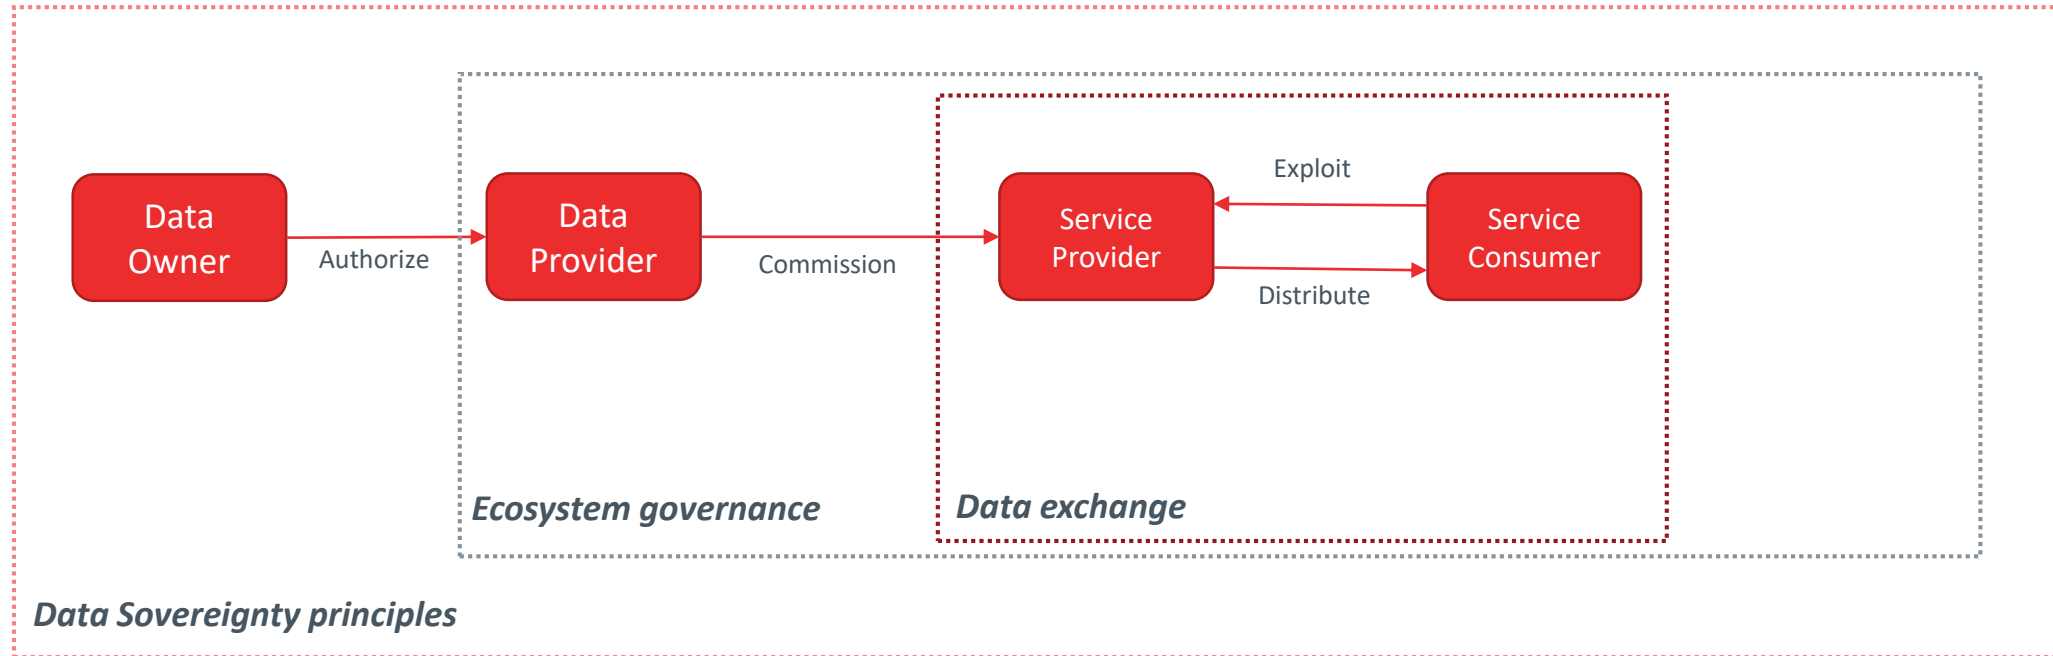 Data
Owner
Authorize
Data
Provider
Commission
Service
Provider
Exploit
Distribute
Service
Consumer
Ecosystem governance
Data exchange
Data Sovereignty principles